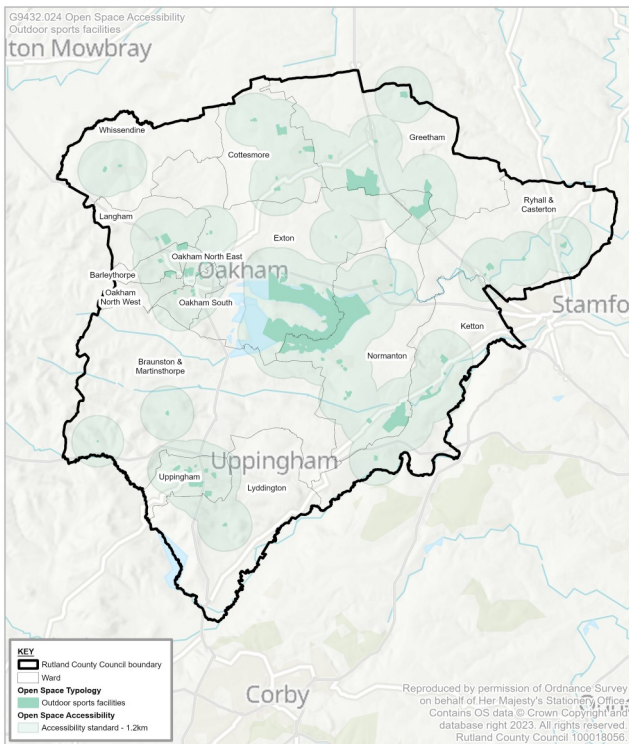 G9432.024 Open Space Accessibility
Outdoor sports facilities
lton Mowbray
Whissendine
Cottesmore
Greetham
Langham
Ryhall &
Casterton
Exton
Oakham North East
Barleythorpe
Oakham
Oakham
North West
Oakham South
Stamfo
Ketton
Braunston &
Martinsthorpe
Normanton
Uppingham
Uppingham
Lyddington
Corby
KEY
Rutland County Council boundary
Ward
Open Space Typology
Outdoor sports facilities
Open Space Accessibility
Accessibility standard - 1.2km
Reproduced by permission of Ordnance Survey
on behalf of Her Majesty's Stationery Office.
Contains OS data © Crown Copyright and
database right 2023. All rights reserved.
Rutland County Council 100018056.